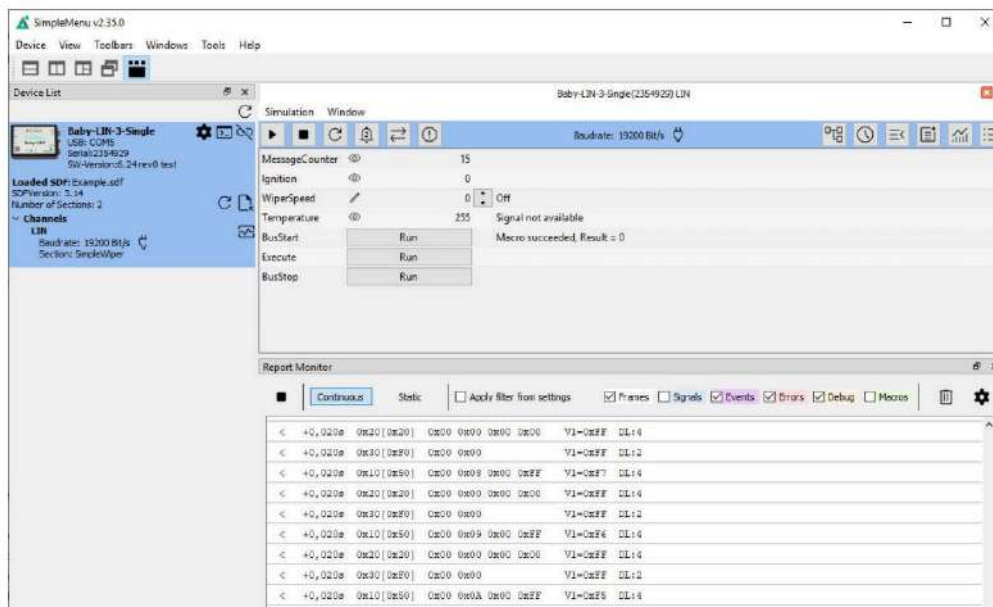 SimpleMenu v2.35.0
Device View Toolbars Windows Tools Help
Device List
Baby-LIN-3-Single
USB: COM5
Serial:2354929
SW-Version:6.24 rev0 test
Loaded SDF: Example.sdf
SDFVersion: 3.14
Number of Sections: 2
Channels
LIN
Baudrate: 19200 Bit/s
Section: SimpleWiper
Baby-LIN-3-Single(2354929) LIN
Simulation Window
Baudrate: 19200 Bit/s
MessageCounter 15
Ignition 0
WiperSpeed 0 Off
Temperature 255 Signal not available
BusStart Run Macro succeeded, Result = 0
Execute Run
BusStop Run
Report Monitor
Continuous Static Apply filter from settings Frames Signals Events Errors Debug Macros
< +0,020s 0x20[0x20] 0x00 0x00 0x00 0x00 V1=0xFF DL:4
< +0,020s 0x30[0xF0] 0x00 0x00 V1=0xFF DL:2
< +0,020s 0x10[0x50] 0x00 0x08 0x00 0xFF V1=0xF7 DL:4
< +0,020s 0x20[0x20] 0x00 0x00 0x00 0x00 V1=0xFF DL:4
< +0,020s 0x30[0xF0] 0x00 0x00 V1=0xFF DL:2
< +0,020s 0x10[0x50] 0x00 0x09 0x00 0xFF V1=0xF6 DL:4
< +0,020s 0x20[0x20] 0x00 0x00 0x00 0x00 V1=0xFF DL:4
< +0,020s 0x30[0xF0] 0x00 0x00 V1=0xFF DL:2
< +0,020s 0x10[0x50] 0x00 0x0A 0x00 0xFF V1=0xF5 DL:4